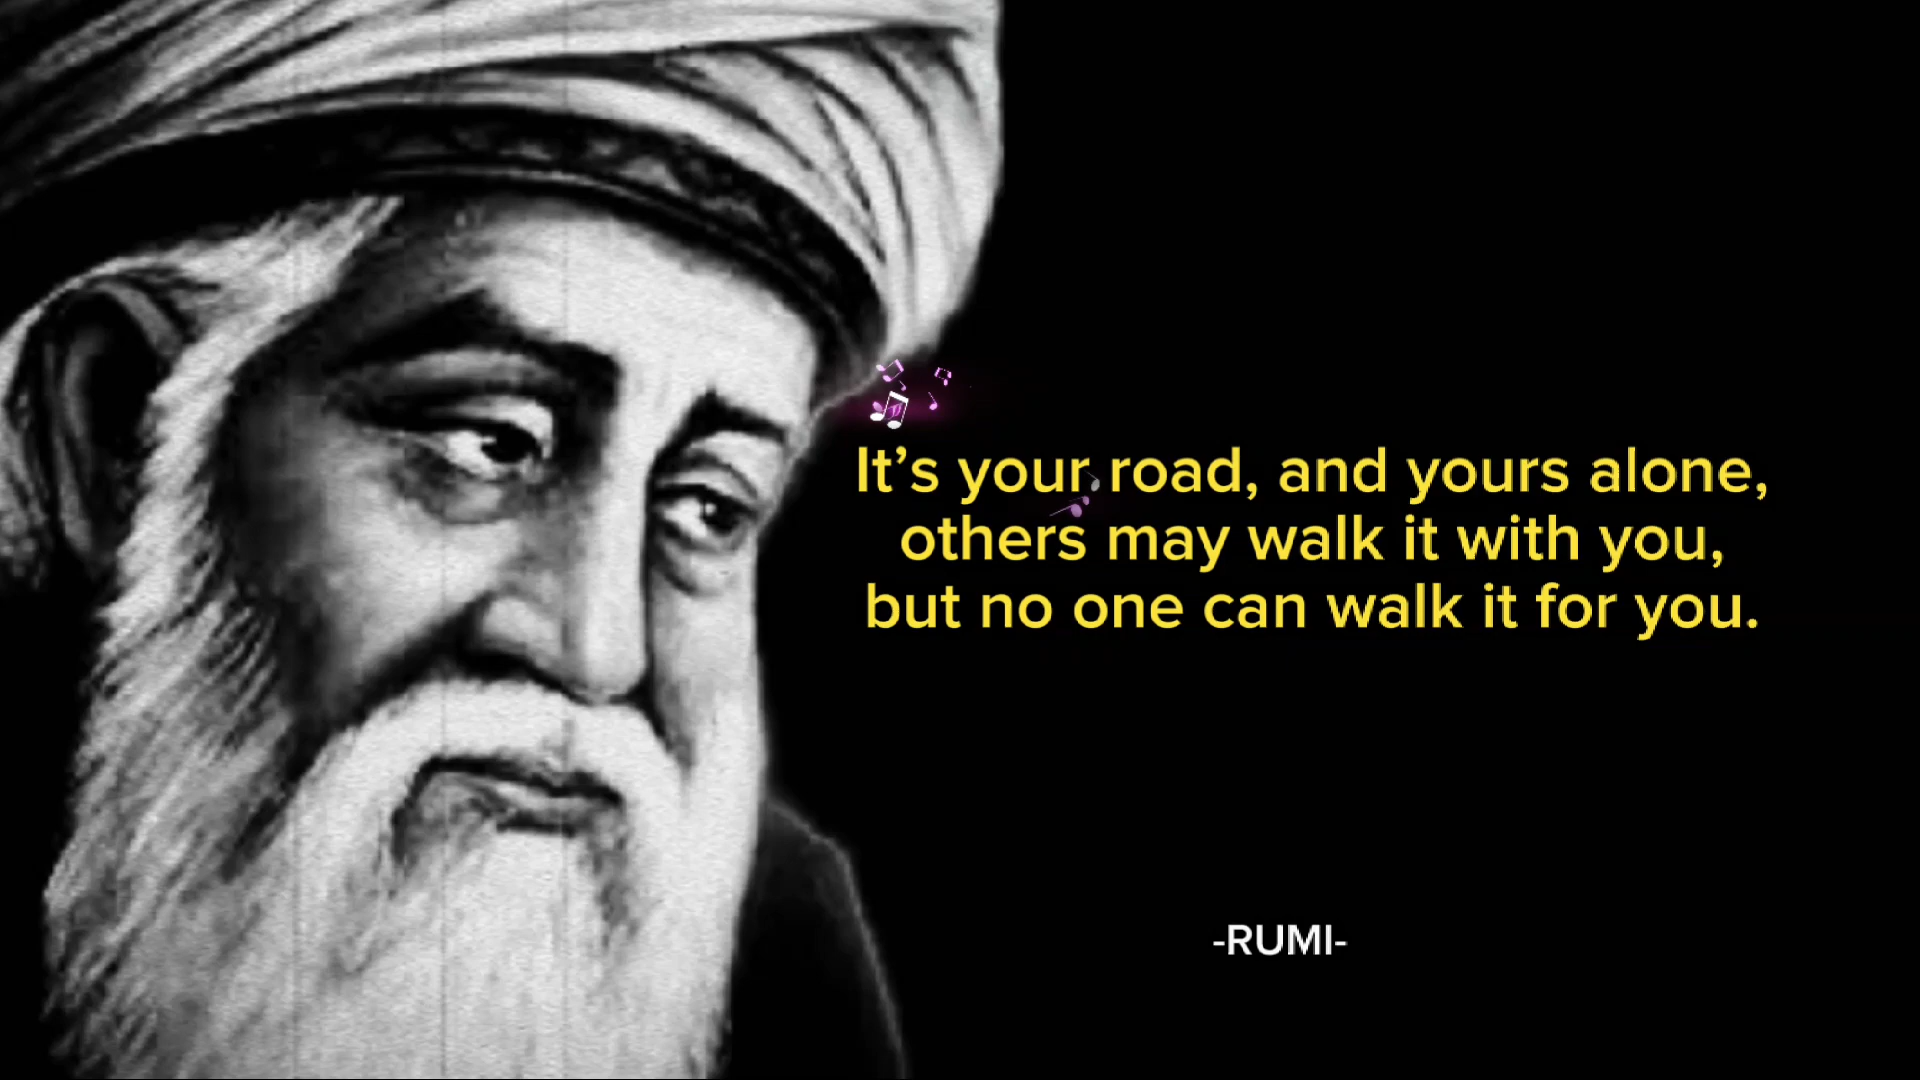 It’s your road, and yours alone,
others may walk it with you,
but no one can walk it for you.
-RUMI-